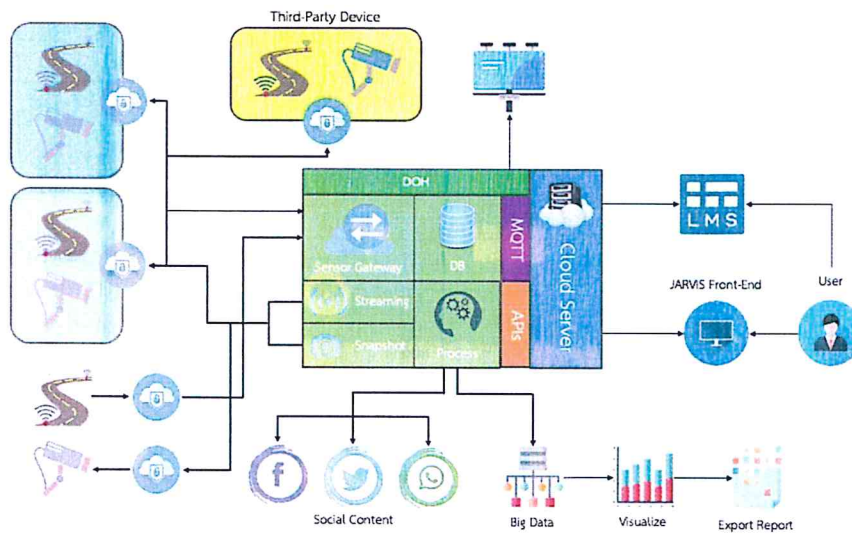 Third-Party Device
DOH
Sensor Gateway
DB
MQTT
Cloud Server
LMS
Streaming
JARVIS Front-End
User
Snapshot
Process
APIs
f
Social Content
Big Data
Visualize
Export Report